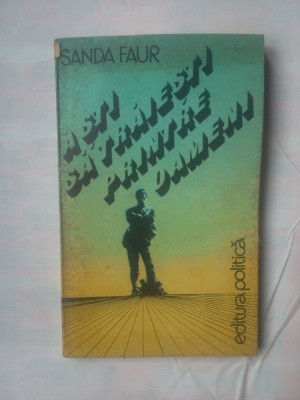 SANDA FAUR
A ȘTI
SĂ TRĂIEȘTI
PRINTRE
OAMENI
editura politică